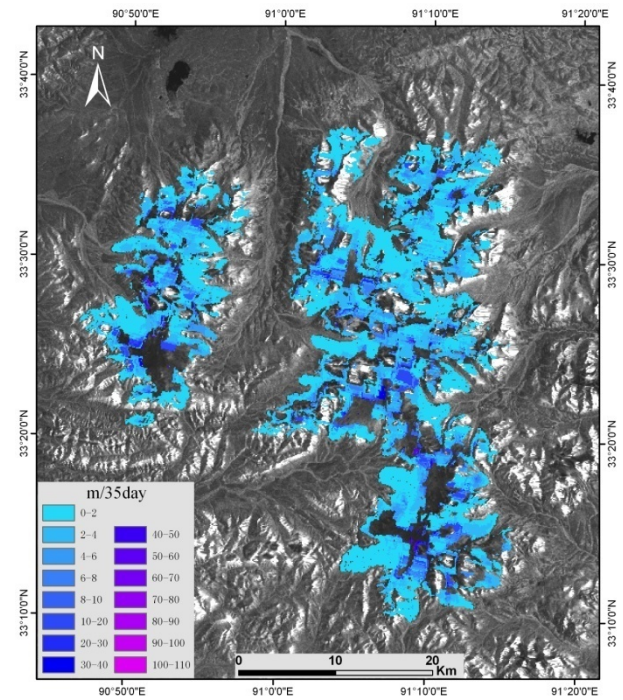 90°50'0"E 91°0'0"E 91°10'0"E 91°20'0"E
N
33°40'0"N 33°40'0"N
33°30'0"N 33°30'0"N
33°20'0"N 33°20'0"N
33°10'0"N 33°10'0"N
m/35day
0-2
2-4 40-50
4-6 50-60
6-8 60-70
8-10 70-80
10-20 80-90
20-30 90-100
30-40 100-110
0 10 20
Km
90°50'0"E 91°0'0"E 91°10'0"E 91°20'0"E